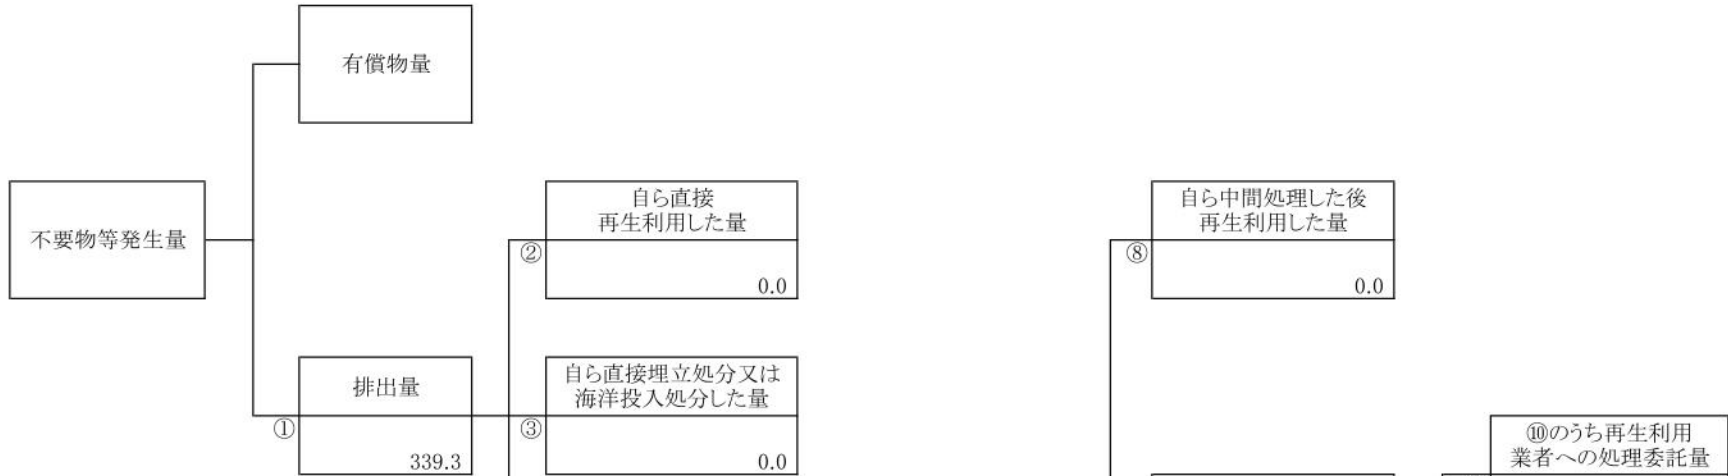 有償物量
不要物等発生量
自ら直接
再生利用した量
②
0.0
自ら中間処理した後
再生利用した量
⑧
0.0
排出量
①
339.3
自ら直接埋立処分又は
海洋投入処分した量
③
0.0
⑩のうち再生利用
業者への処理委託量